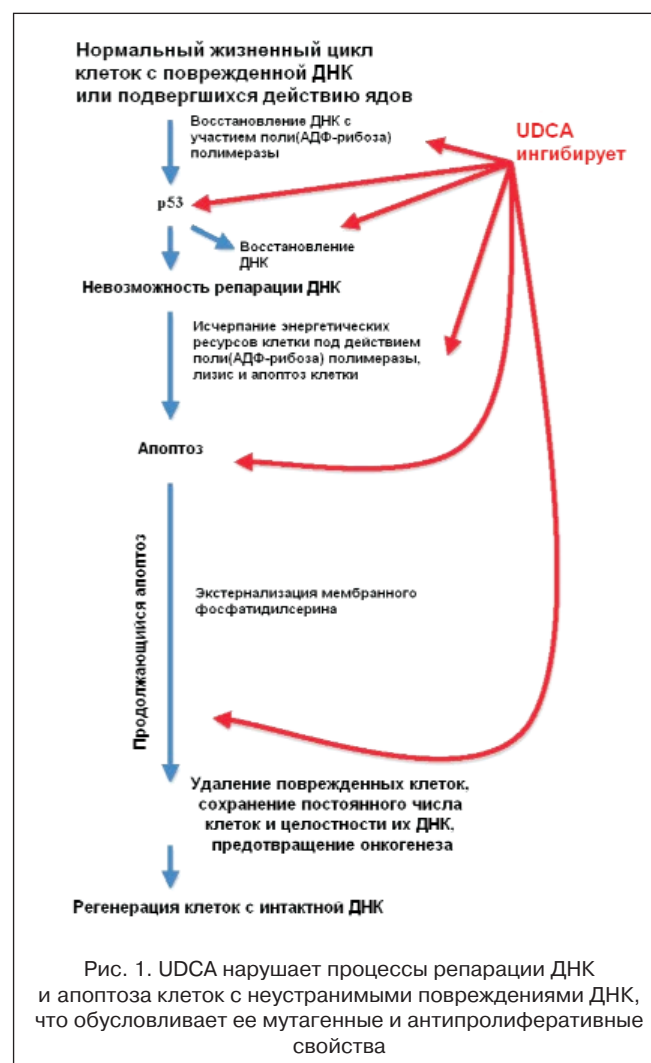 Нормальный жизненный цикл
клеток с поврежденной ДНК
или подвергшихся действию ядов
Восстановление ДНК с
участием поли(АДФ-рибоза)
полимеразы
UDCA
ингибирует
p53
Восстановление
ДНК
Невозможность репарации ДНК
Исчерпание энергетических
ресурсов клетки под действием
поли(АДФ-рибоза) полимеразы,
лизис и апоптоз клетки
Апоптоз
Продолжающийся апоптоз
Экстернализация мембранного
фосфатидилсерина
Удаление поврежденных клеток,
сохранение постоянного числа
клеток и целостности их ДНК,
предотвращение онкогенеза
Регенерация клеток с интактной ДНК
Рис. 1. UDCA нарушает процессы репарации ДНК
и апоптоза клеток с неустранимыми повреждениями ДНК,
что обусловливает ее мутагенные и антипролиферативные
свойства